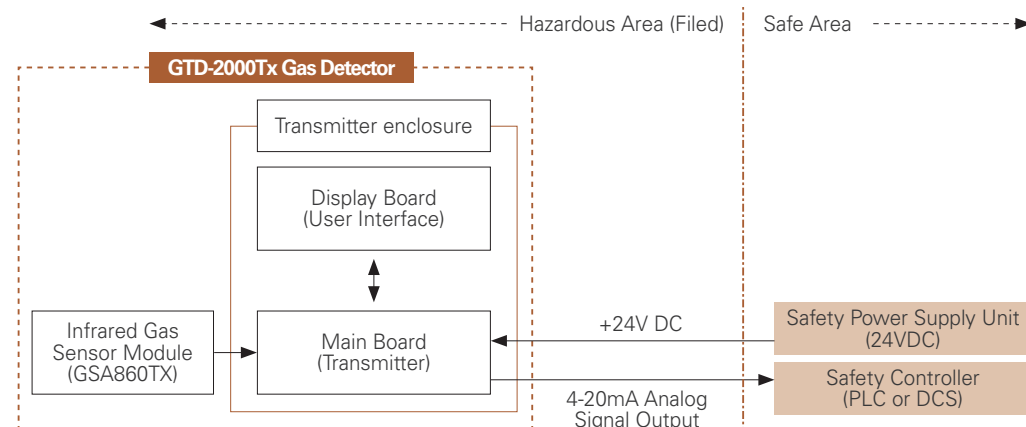 Hazardous Area (Filed)
Safe Area
GTD-2000Tx Gas Detector
Transmitter enclosure
Display Board
(User Interface)
Infrared Gas
Sensor Module
(GSA860TX)
Main Board
(Transmitter)
+24V DC
4-20mA Analog
Signal Output
Safety Power Supply Unit
(24VDC)
Safety Controller
(PLC or DCS)